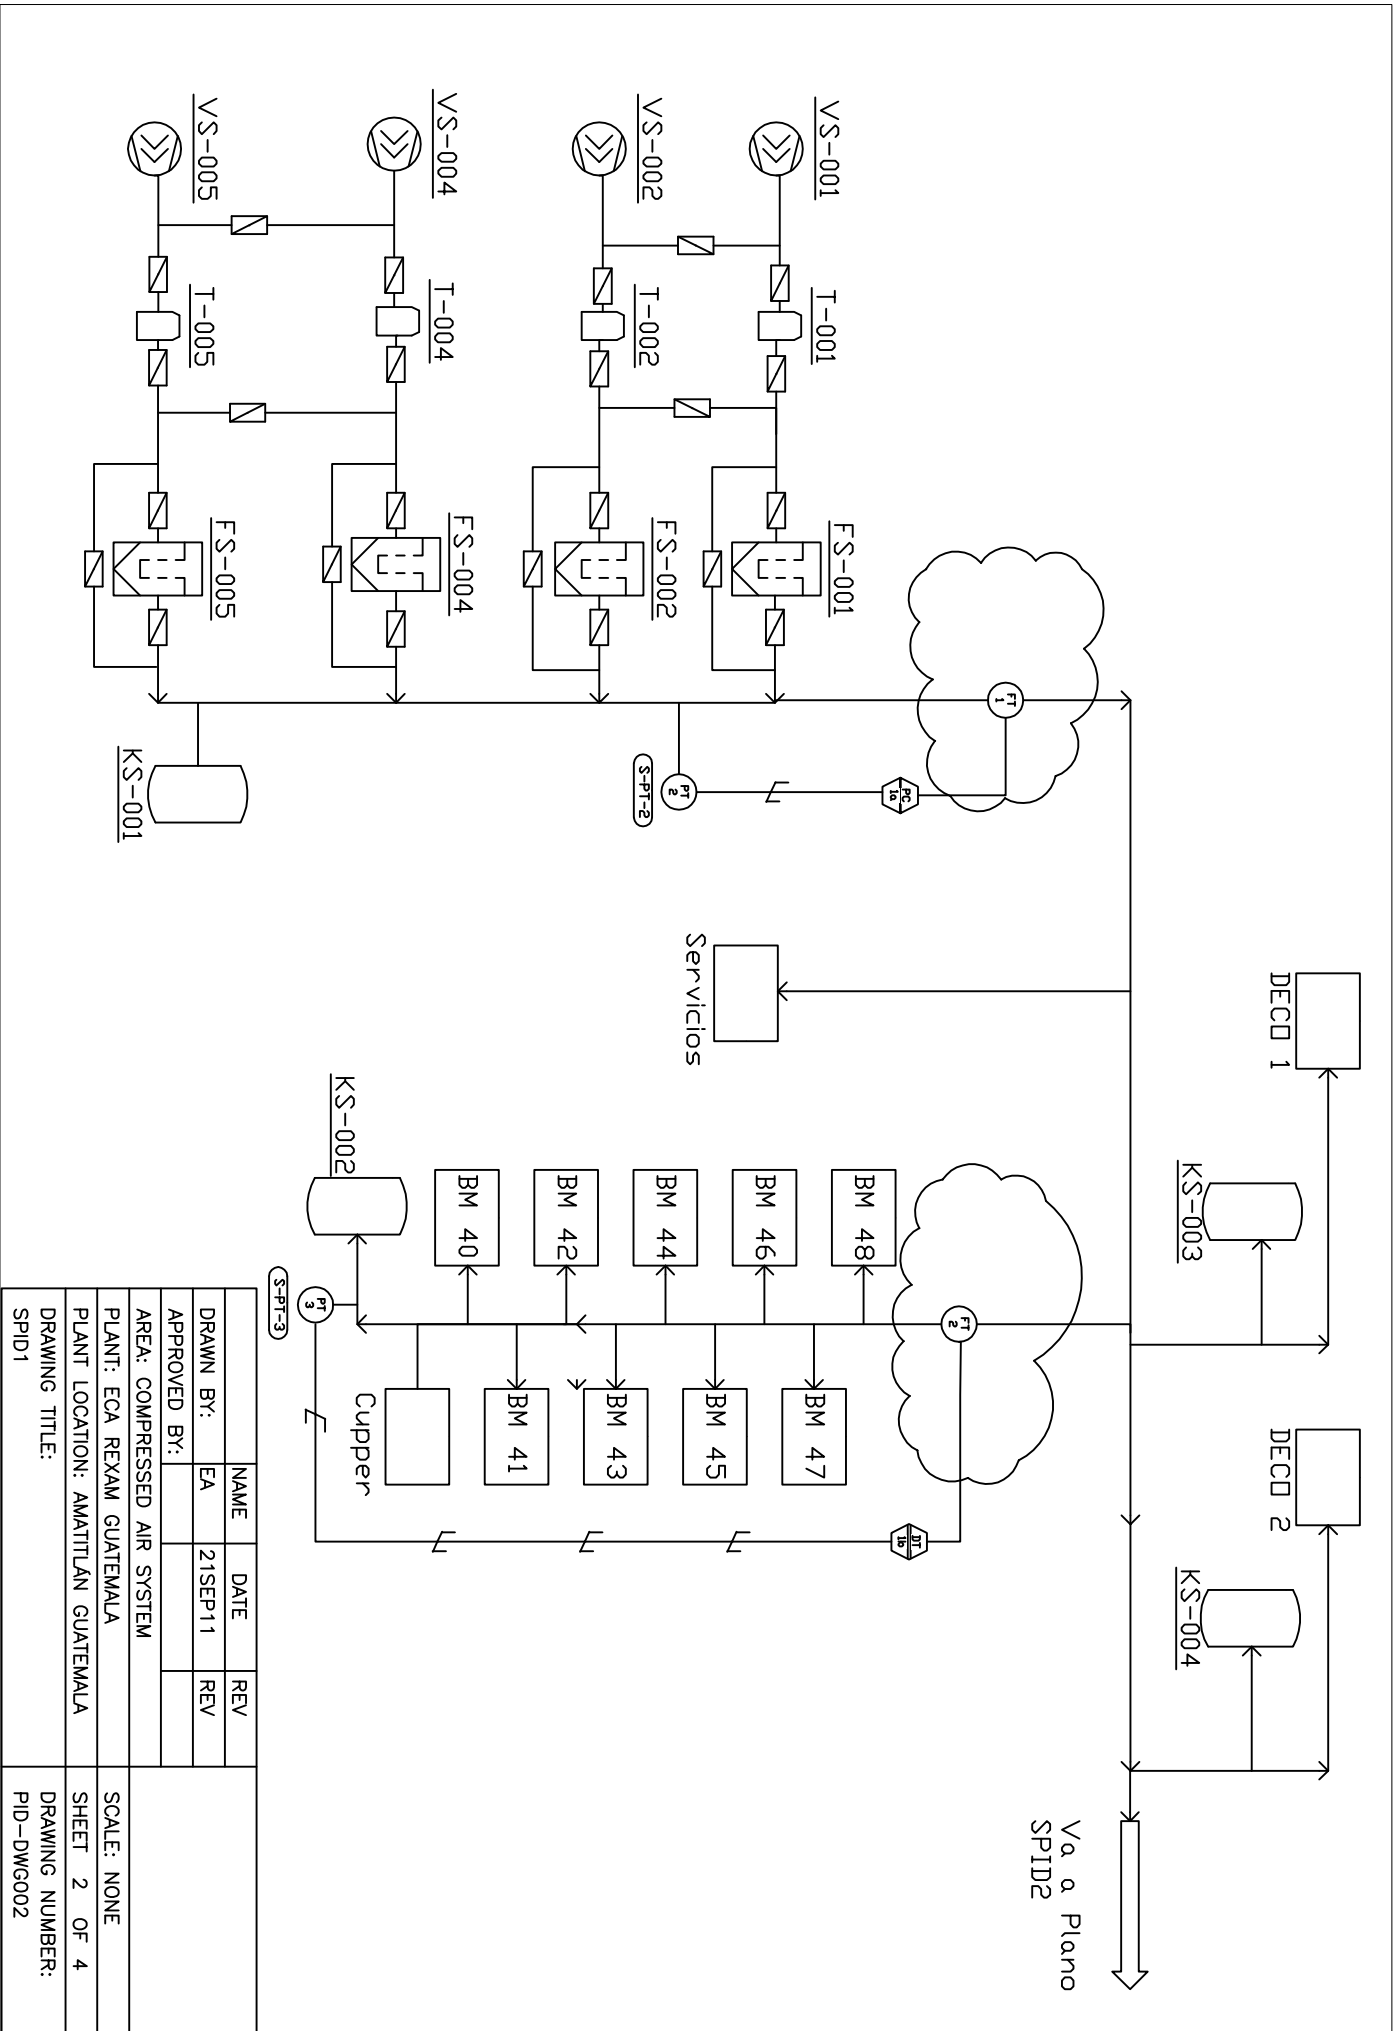 DECO 1
DECO 2
KS-003
KS-004
Va a Plano
SPID2
VS-001
T-001
FS-001
FT
1
PC
1a
PT
2
S-PT-2
Servicios
VS-002
T-002
FS-002
FT
2
DT
1b
BM 48
BM 47
BM 46
BM 45
BM 44
BM 43
BM 42
BM 41
BM 40
Cupper
KS-002
PT
3
S-PT-3
VS-004
T-004
FS-004
VS-005
T-005
FS-005
KS-001
NAME DATE REV
DRAWN BY: EA 21SEP11 REV
APPROVED BY:
AREA: COMPRESSED AIR SYSTEM
PLANT: ECA REXAM GUATEMALA
SCALE: NONE
PLANT LOCATION: AMATITLÁN GUATEMALA
SHEET 2 OF 4
DRAWING TITLE:
SPID1
DRAWING NUMBER:
PID-DWG002